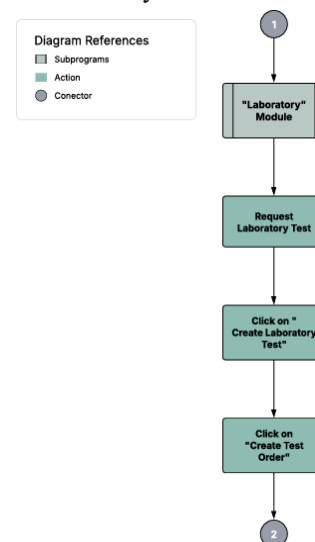 Diagram References
Subprograms
Action
Conector
1
"Laboratory"
Module
Request
Laboratory Test
Click on "
Create Laboratory
Test"
Click on
"Create Test
Order"
2